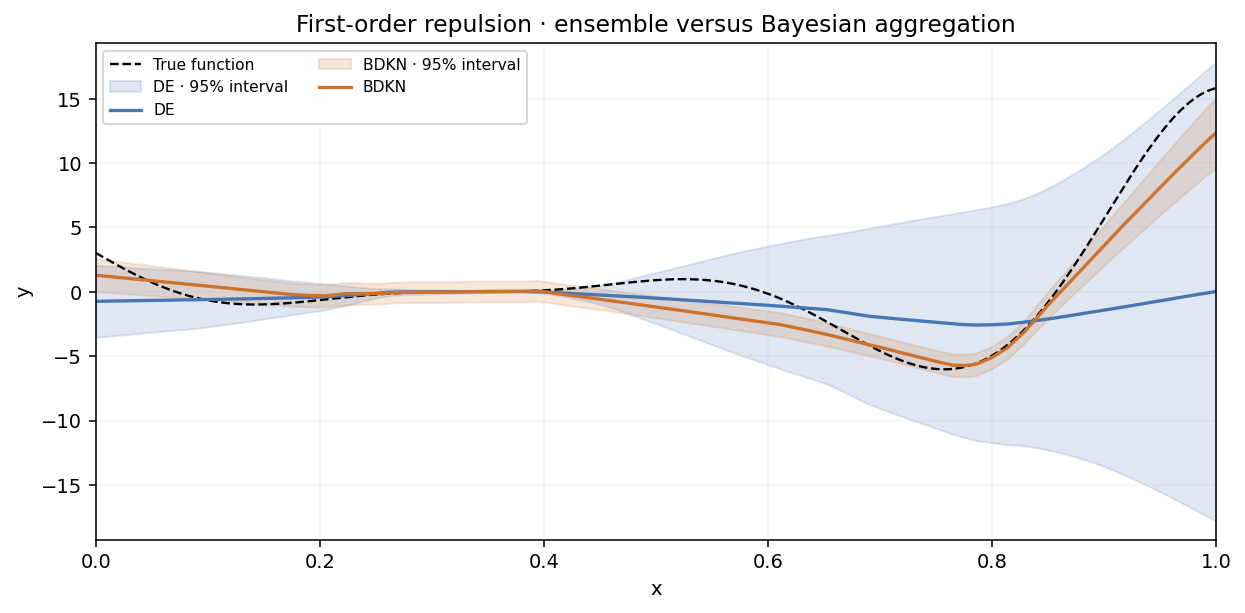 First-order repulsion · ensemble versus Bayesian aggregation
True function
DE · 95% interval
DE
BDKN · 95% interval
BDKN
y
15
10
5
0
−5
−10
−15
0.0 0.2 0.4 0.6 0.8 1.0
x